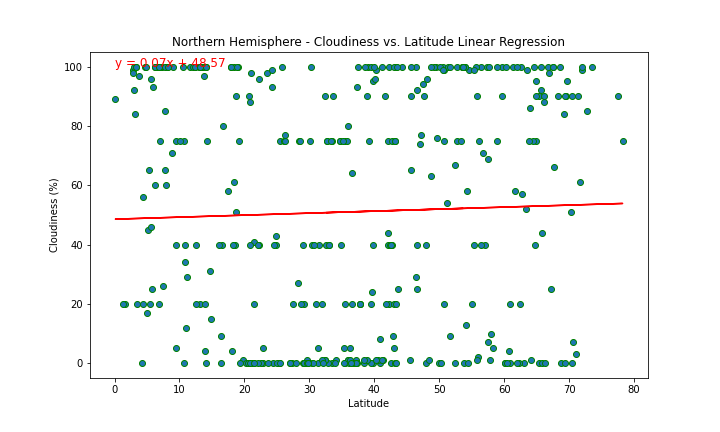 Northern Hemisphere - Cloudiness vs. Latitude Linear Regression
y = 0.07x + 48.57
100
80
60
40
20
0
Cloudiness (%)
0 10 20 30 40 50 60 70 80
Latitude